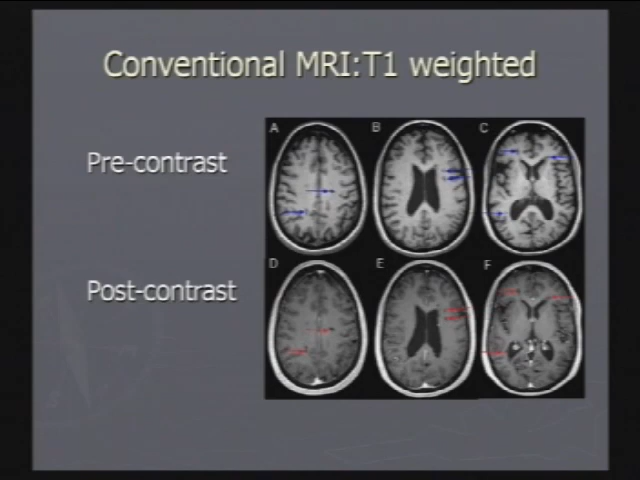 Conventional MRI:T1 weighted
A B C
Pre-contrast
D E F
Post-contrast